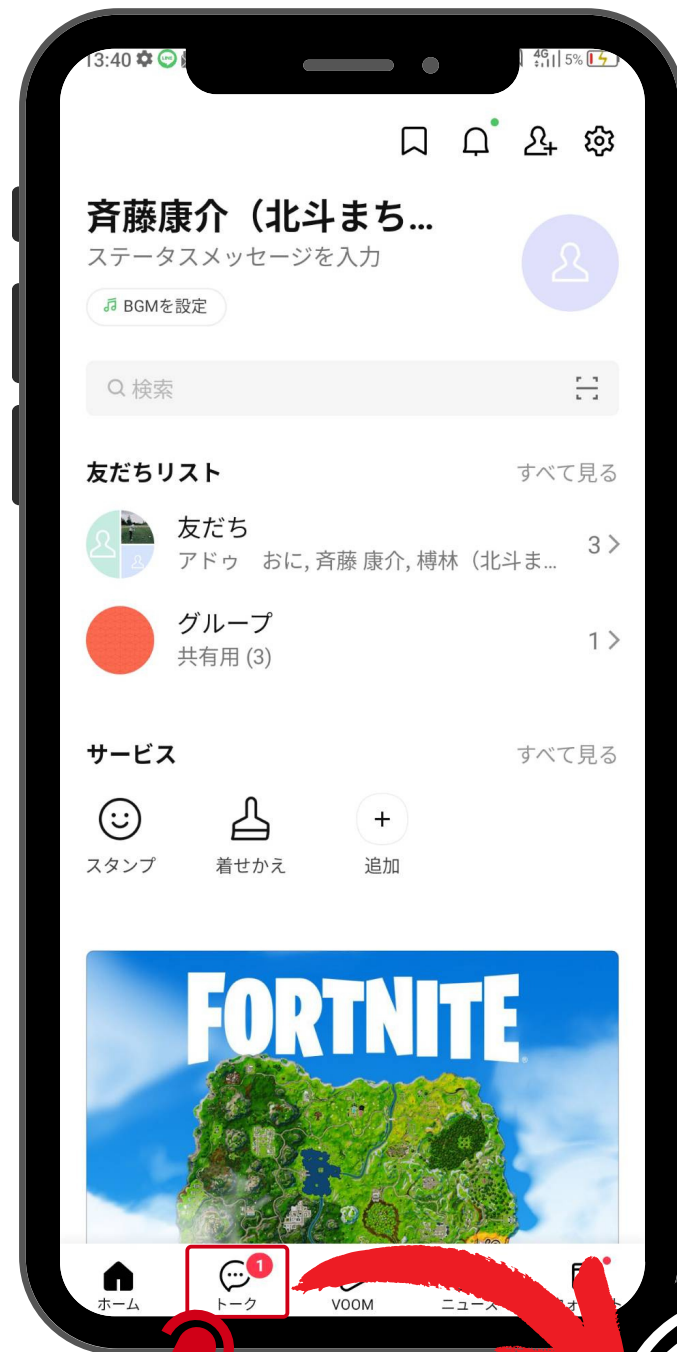 13:40
4G 5%
斉藤康介（北斗まち...
ステータスメッセージを入力
BGMを設定
検索
友だちリスト
すべて見る
友だち
アドゥ　おに, 斉藤 康介, 榑林（北斗ま...
3
グループ
共有用 (3)
1
サービス
すべて見る
スタンプ
着せかえ
追加
FORTNITE
1
ホーム
トーク
VOOM
ニュース